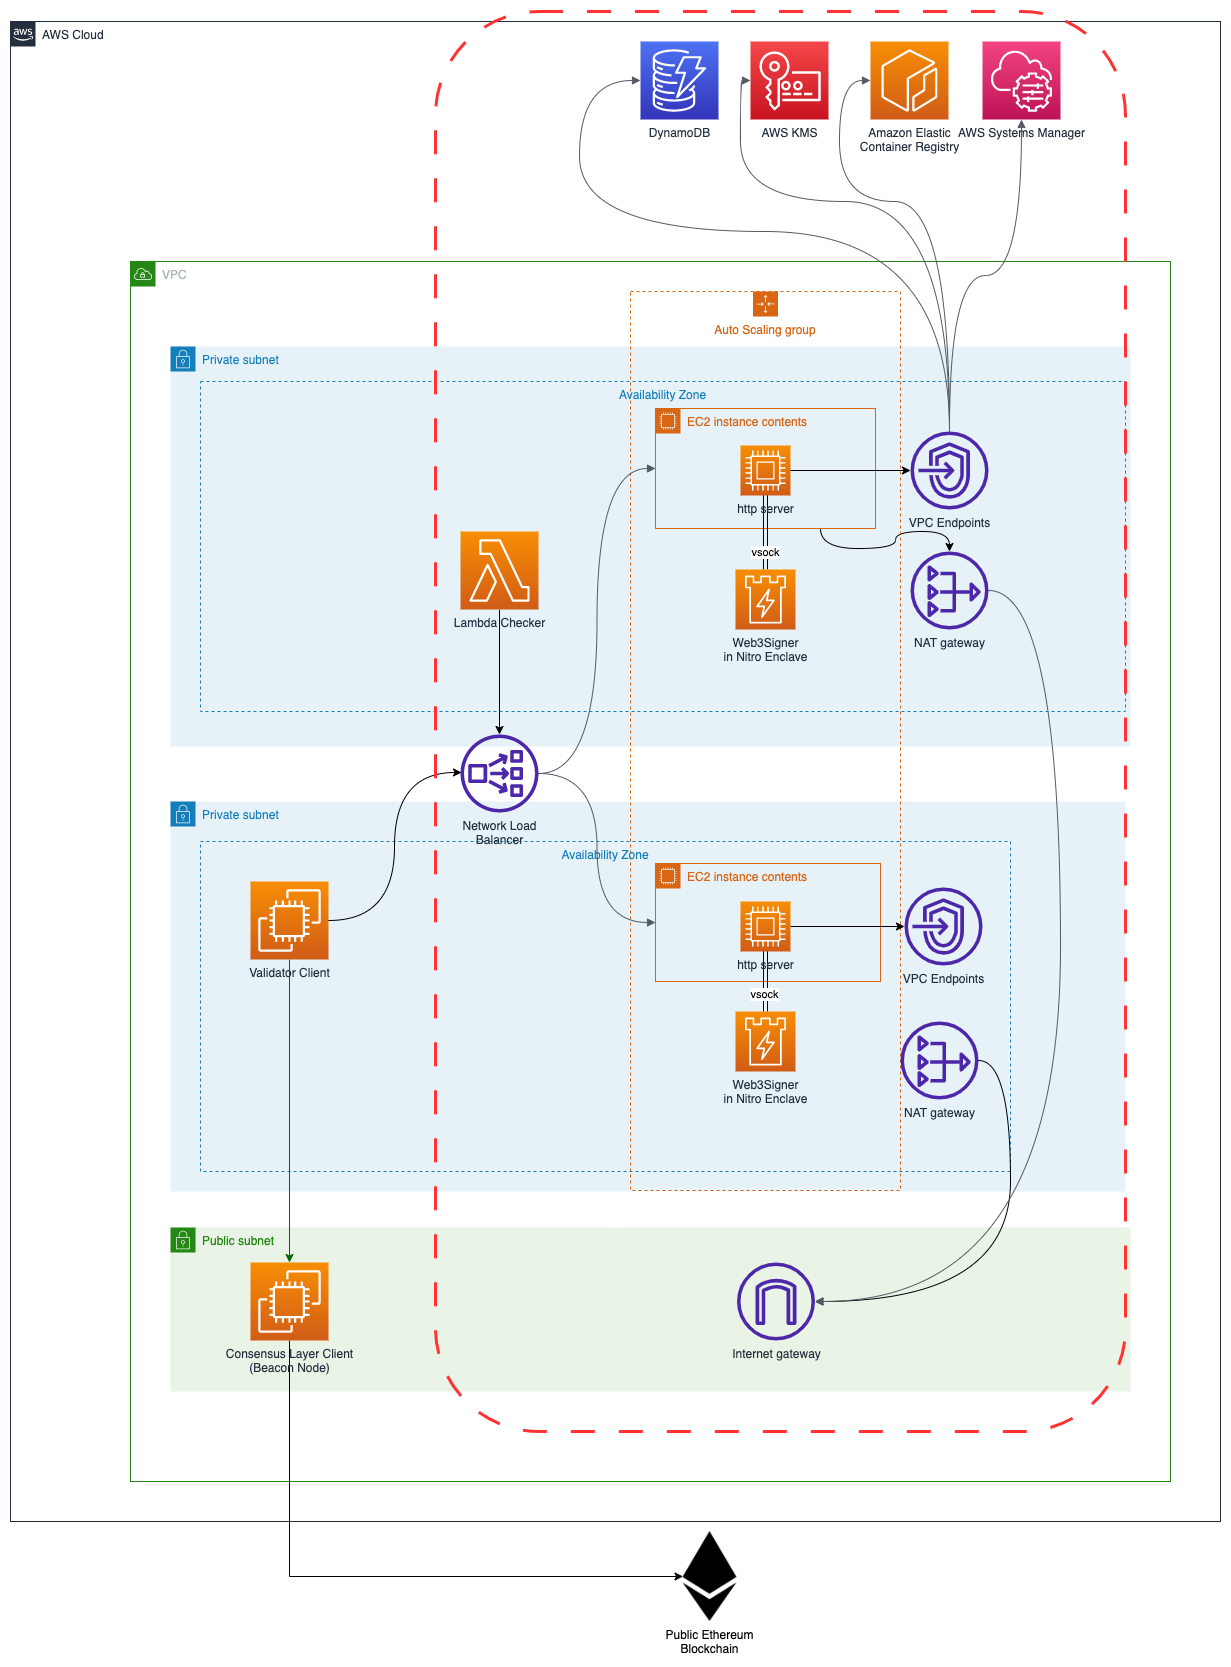 aws
AWS Cloud
DynamoDB
AWS KMS
Amazon Elastic
Container Registry
AWS Systems Manager
VPC
Auto Scaling group
Private subnet
Availability Zone
EC2 instance contents
http server
VPC Endpoints
vsock
Lambda Checker
Web3Signer
in Nitro Enclave
NAT gateway
Network Load
Balancer
Private subnet
Availability Zone
EC2 instance contents
http server
Validator Client
VPC Endpoints
vsock
Web3Signer
in Nitro Enclave
NAT gateway
Public subnet
Consensus Layer Client
(Beacon Node)
Internet gateway
Public Ethereum
Blockchain